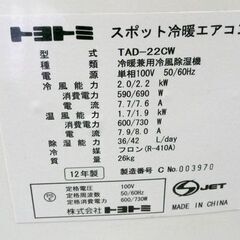 トヨトミ スポット冷暖エアコン
型式 TAD-22CW
種類 冷暖兼用冷風除湿機
電源 単相100V 50/60Hz
冷風能力 2.0/2.2 kW
消費電力 590/690 W
電流 7.7/7.6 A
温風能力 1.9/2.2 kW
消費電力 600/730 W
電流 7.9/8.0 A
除湿能力 36/42 L/day
冷媒 フロン (R-410A)
質量 26kg
12年製 製造番号 C No.003970
定格電圧 100V
定格周波数 50/60Hz
定格消費電力 600/730W
JET
株式会社トヨトミ MADE IN CHINA